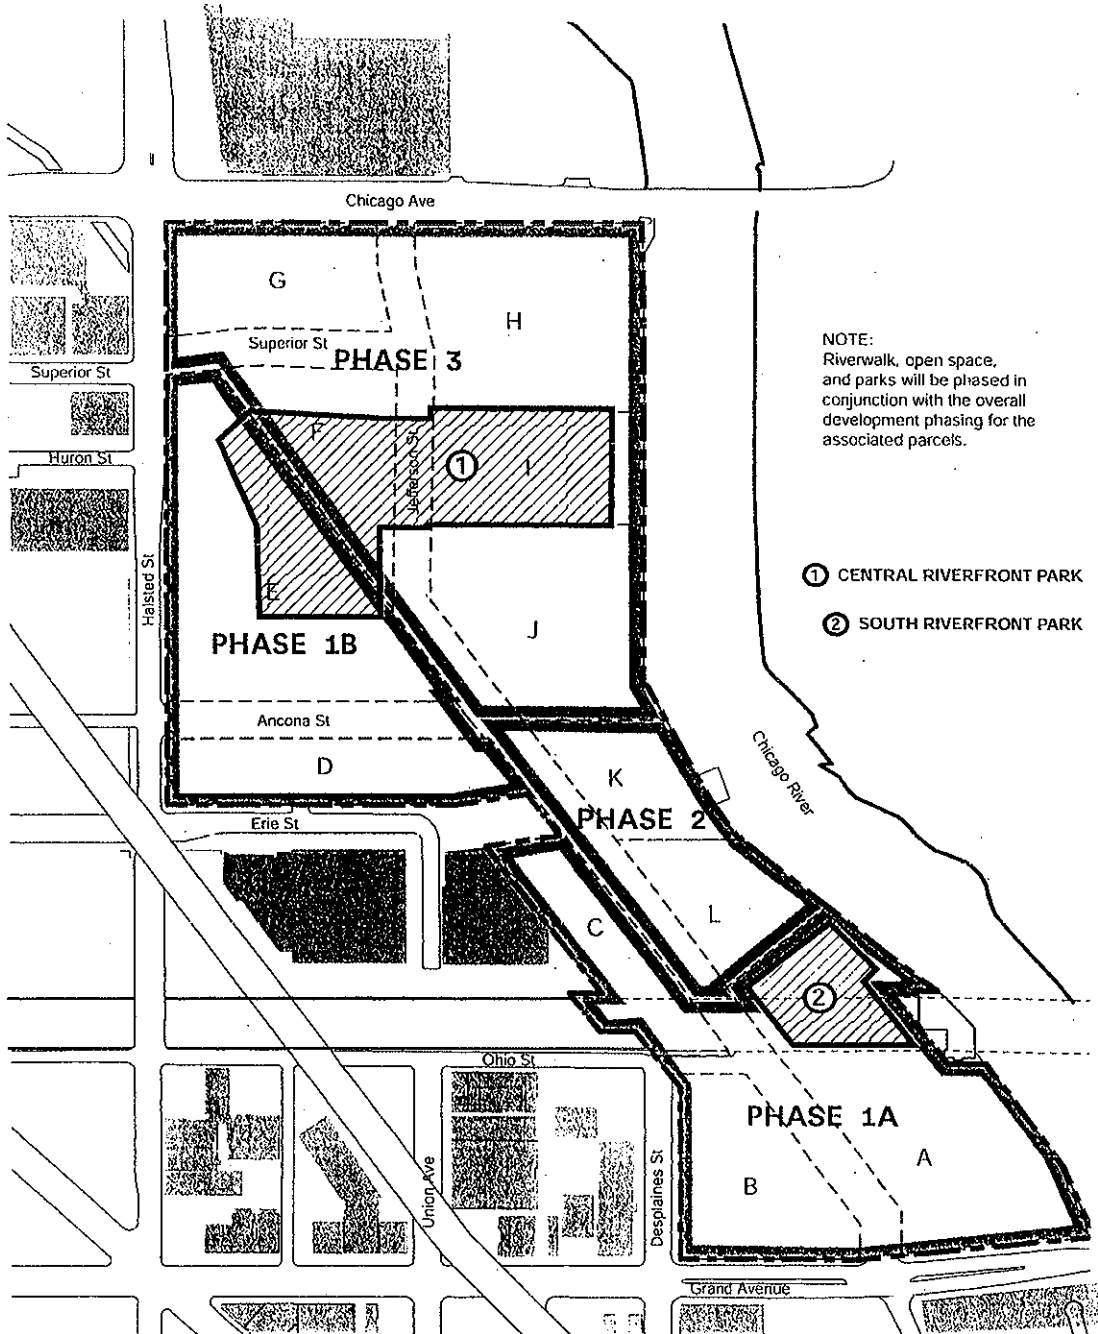 Chicago Ave
G
H
Superior St
PHASE 3
Superior St
NOTE:
Riverwalk, open space,
and parks will be phased in
conjunction with the overall
development phasing for the
associated parcels.
F
Jefferson St
1
I
Huron St
Halsted St
E
1 CENTRAL RIVERFRONT PARK
2 SOUTH RIVERFRONT PARK
PHASE 1B
J
Ancona St
D
Chicago River
K
PHASE 2
Erie St
L
C
2
Ohio St
PHASE 1A
A
B
Union Ave
Desplaines St
Grand Avenue